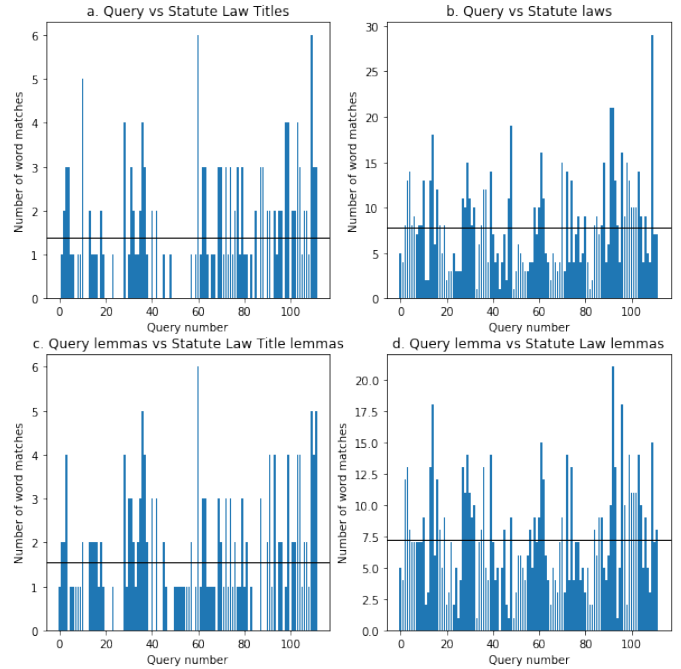 a. Query vs Statute Law Titles
Number of word matches
6
5
4
3
2
1
0
0 20 40 60 80 100
Query number
b. Query vs Statute laws
Number of word matches
30
25
20
15
10
5
0
0 20 40 60 80 100
Query number
c. Query lemmas vs Statute Law Title lemmas
Number of word matches
6
5
4
3
2
1
0
0 20 40 60 80 100
Query number
d. Query lemma vs Statute Law lemmas
Number of word matches
20.0
17.5
15.0
12.5
10.0
7.5
5.0
2.5
0.0
0 20 40 60 80 100
Query number